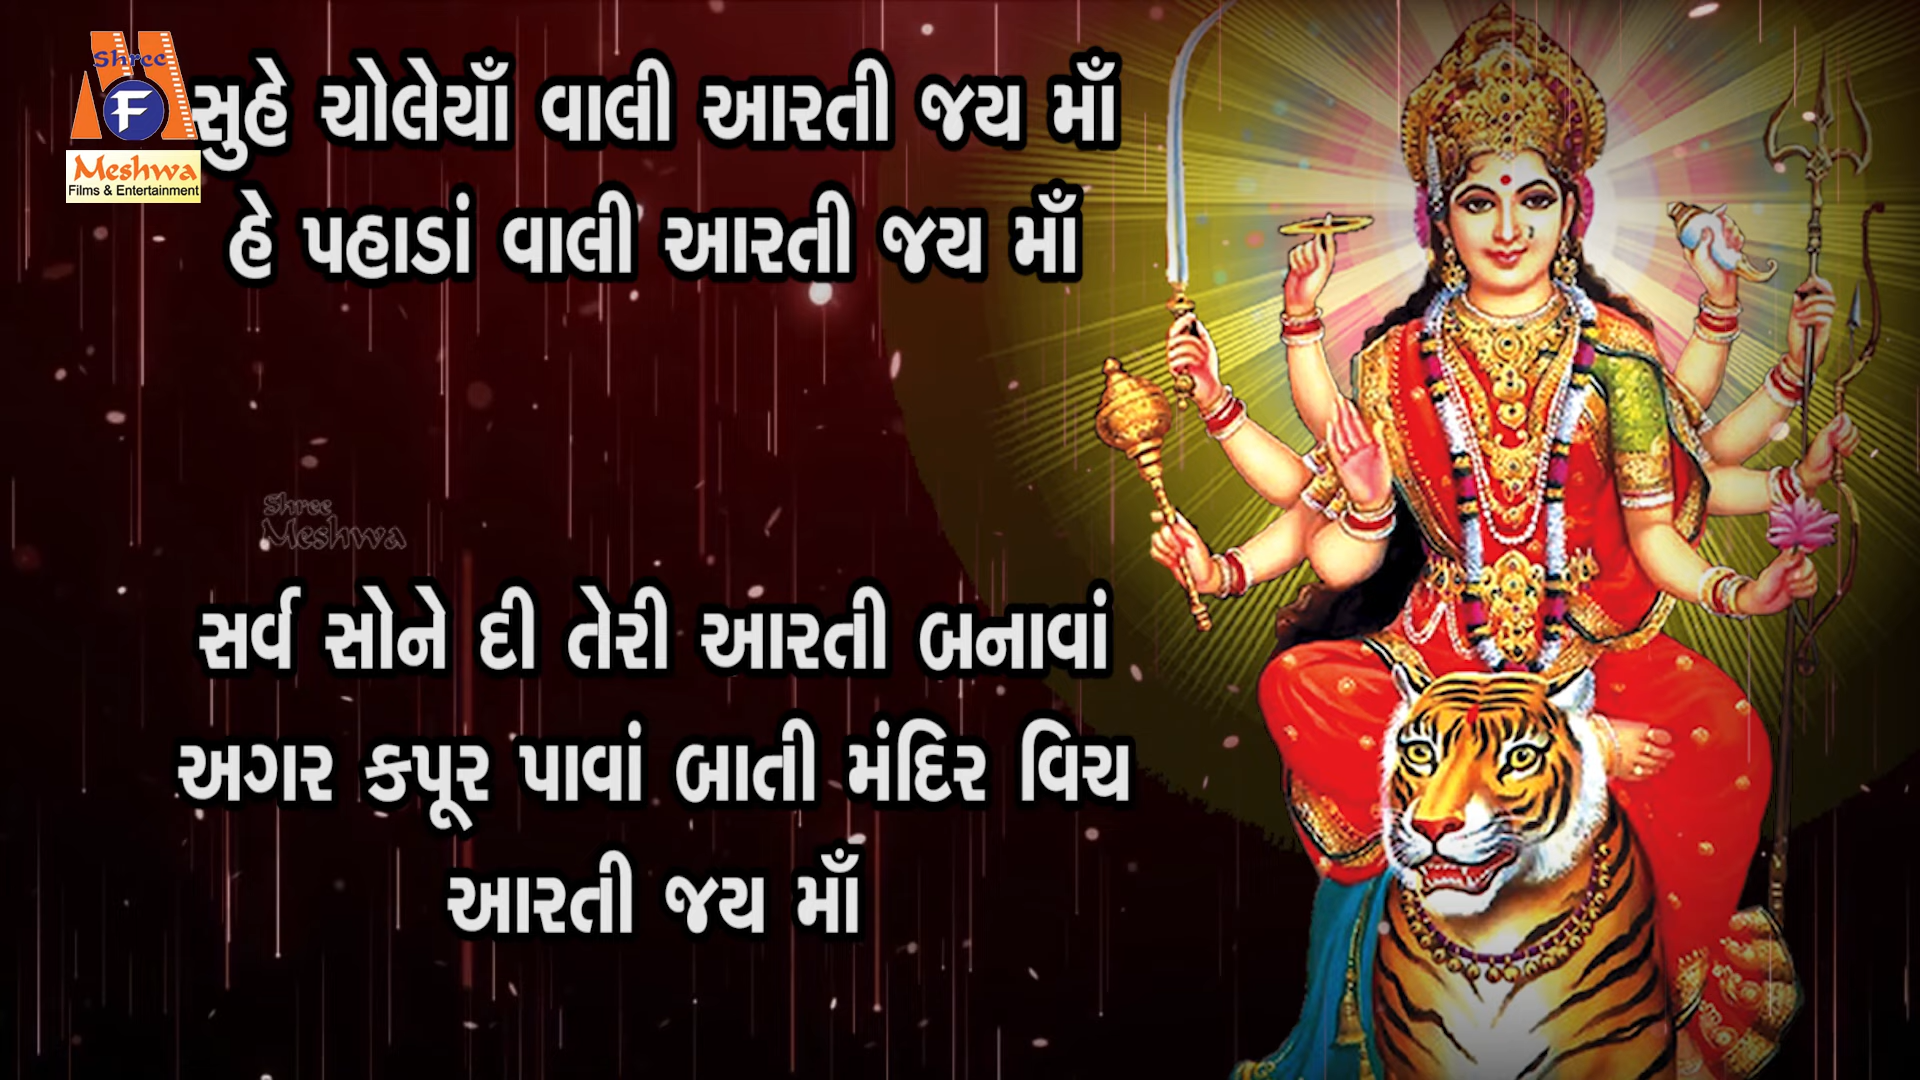 Shree
F
Meshwa
Films & Entertainment
સુહે ચોલેયાઁ વાલી આરતી જય માઁ
હે પહાડાં વાલી આરતી જય માઁ
Shree
Meshwa
સર્વ સોને દી તેરી આરતી બનાવાં
અગર કપૂર પાવાં બાતી મંદિર વિચ
આરતી જય માઁ